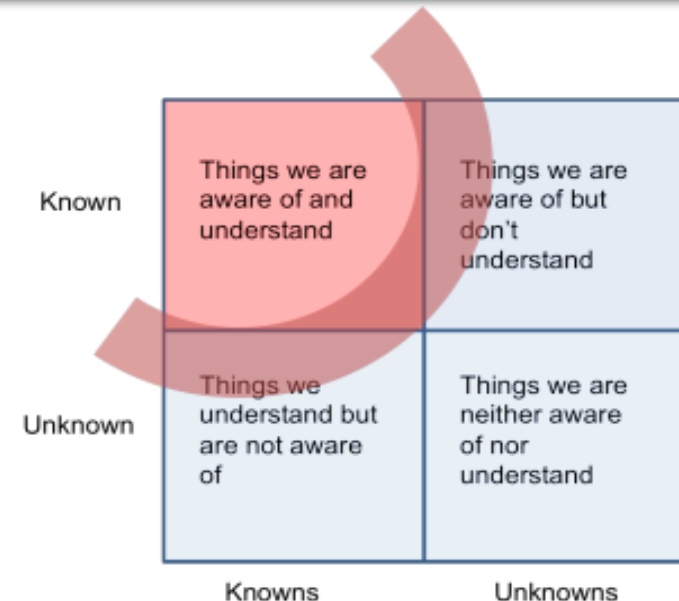 Known
Things we are
aware of and
understand
Things we are
aware of but
don't
understand
Unknown
Things we
understand but
are not aware
of
Things we are
neither aware
of nor
understand
Knowns
Unknowns